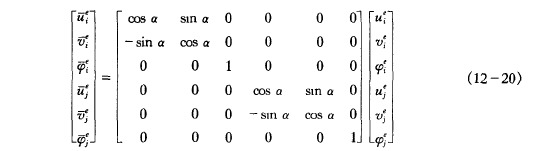 ū_i^e cos α sin α 0 0 0 0 u_i^e
v̄_i^e −sin α cos α 0 0 0 0 v_i^e
φ̄_i^e 0 0 1 0 0 0 φ_i^e
ū_j^e = 0 0 0 cos α sin α 0 u_j^e (12−20)
v̄_j^e 0 0 0 −sin α cos α 0 v_j^e
φ̄_j^e 0 0 0 0 0 1 φ_j^e